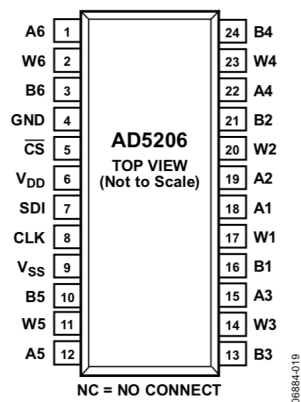 A6 1
W6 2
B6 3
GND 4
CS 5
VDD 6
SDI 7
CLK 8
VSS 9
B5 10
W5 11
A5 12
AD5206
TOP VIEW
(Not to Scale)
24 B4
23 W4
22 A4
21 B2
20 W2
19 A2
18 A1
17 W1
16 B1
15 A3
14 W3
13 B3
NC = NO CONNECT
06884-019